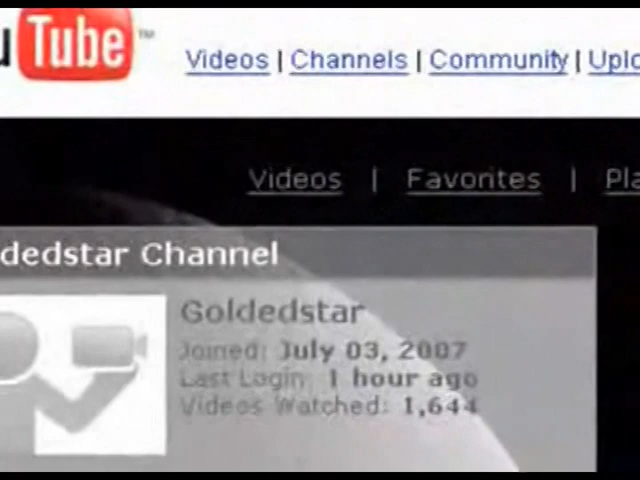 u Tube™
Videos | Channels | Community | Uplo
Videos | Favorites | Pla
dedstar Channel
Goldedstar
Joined: July 03, 2007
Last Login: 1 hour ago
Videos Watched: 1,644